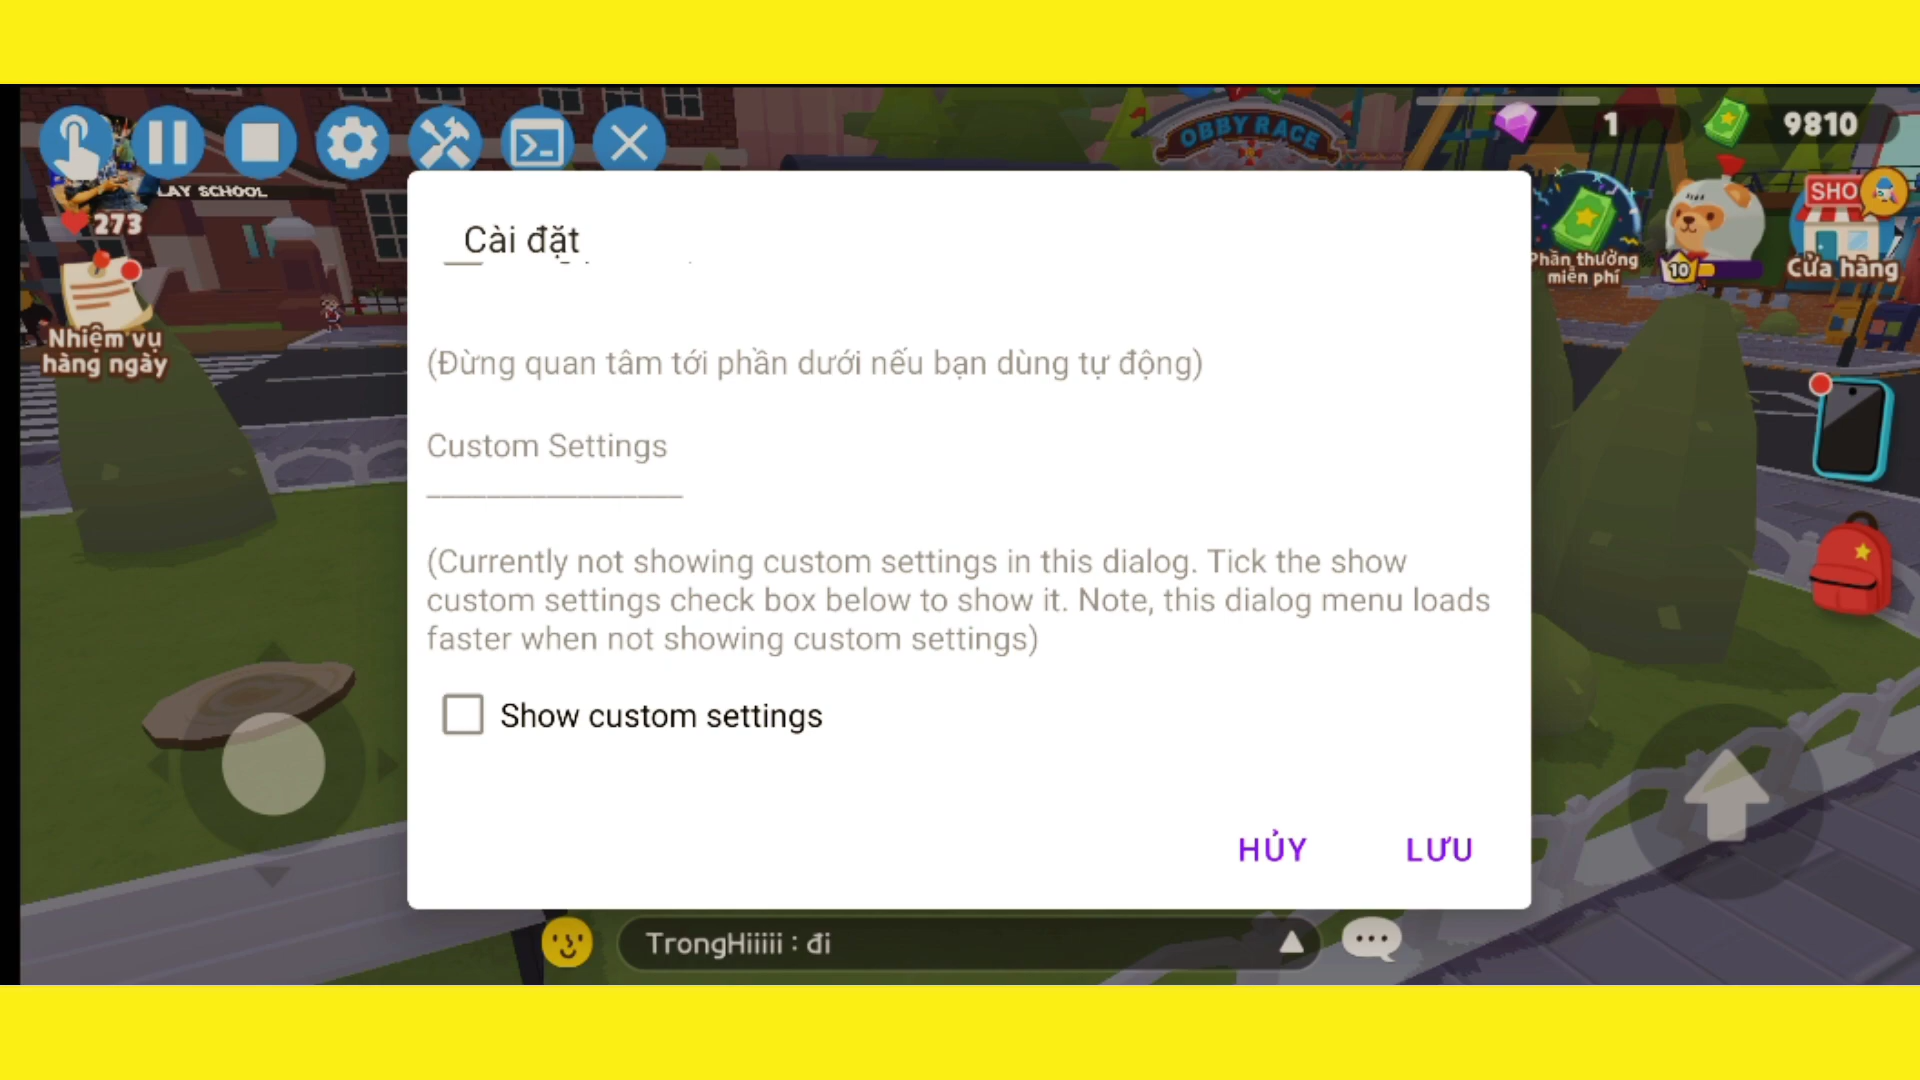 OBBY RACE
1
9810
LAY SCHOOL
273
SHO
Cài đặt
Phần thưởng
miễn phí
10
Cửa hàng
Nhiệm vụ
hàng ngày
(Đừng quan tâm tới phần dưới nếu bạn dùng tự động)
Custom Settings
_________________
(Currently not showing custom settings in this dialog. Tick the show
custom settings check box below to show it. Note, this dialog menu loads
faster when not showing custom settings)
Show custom settings
HỦY
LƯU
TrongHiiiii : đi